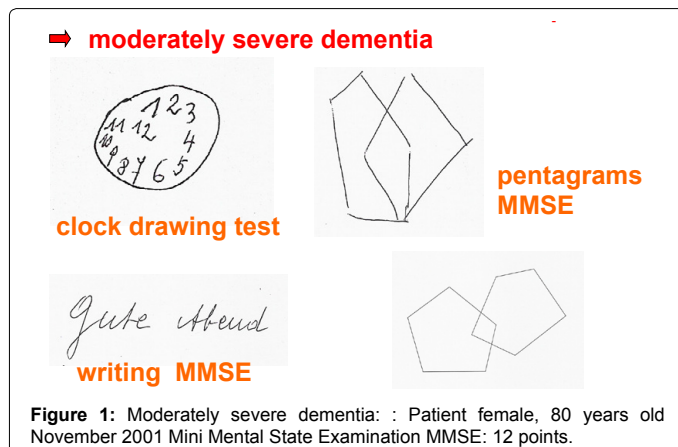 moderately severe dementia
1 2 3
11 12
10 4
9 8 7 6 5
clock drawing test
pentagrams
MMSE
Gute Abend
writing MMSE
Figure 1: Moderately severe dementia: : Patient female, 80 years old
November 2001 Mini Mental State Examination MMSE: 12 points.